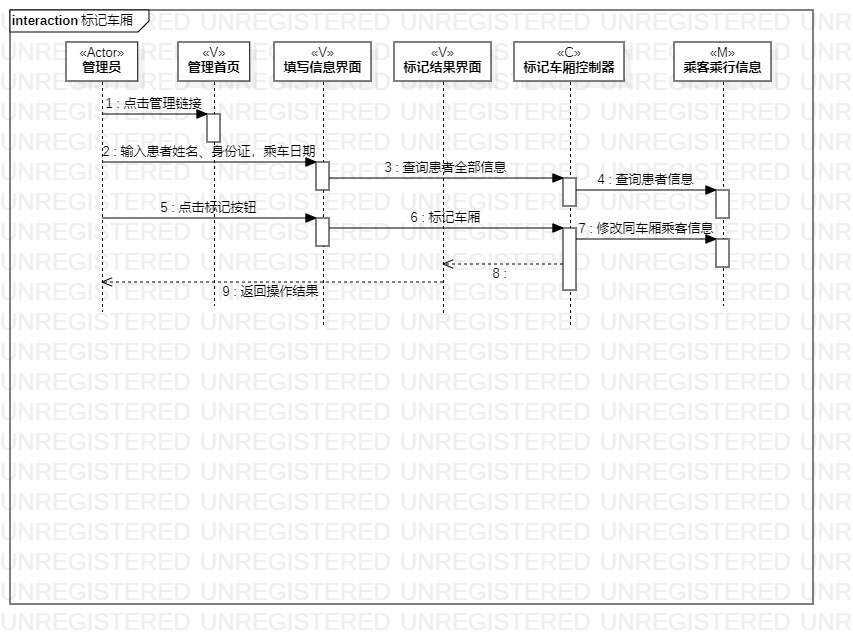 interaction 标记车厢
«Actor»
管理员
«V»
管理首页
«V»
填写信息界面
«V»
标记结果界面
«C»
标记车厢控制器
«M»
乘客乘行信息
1 : 点击管理链接
2 : 输入患者姓名、身份证，乘车日期
3 : 查询患者全部信息
4 : 查询患者信息
5 : 点击标记按钮
6 : 标记车厢
7 : 修改同车厢乘客信息
8 :
9 : 返回操作结果
UNREGISTERED UNREGISTERED UNREGISTERED UNREGISTERED UNR